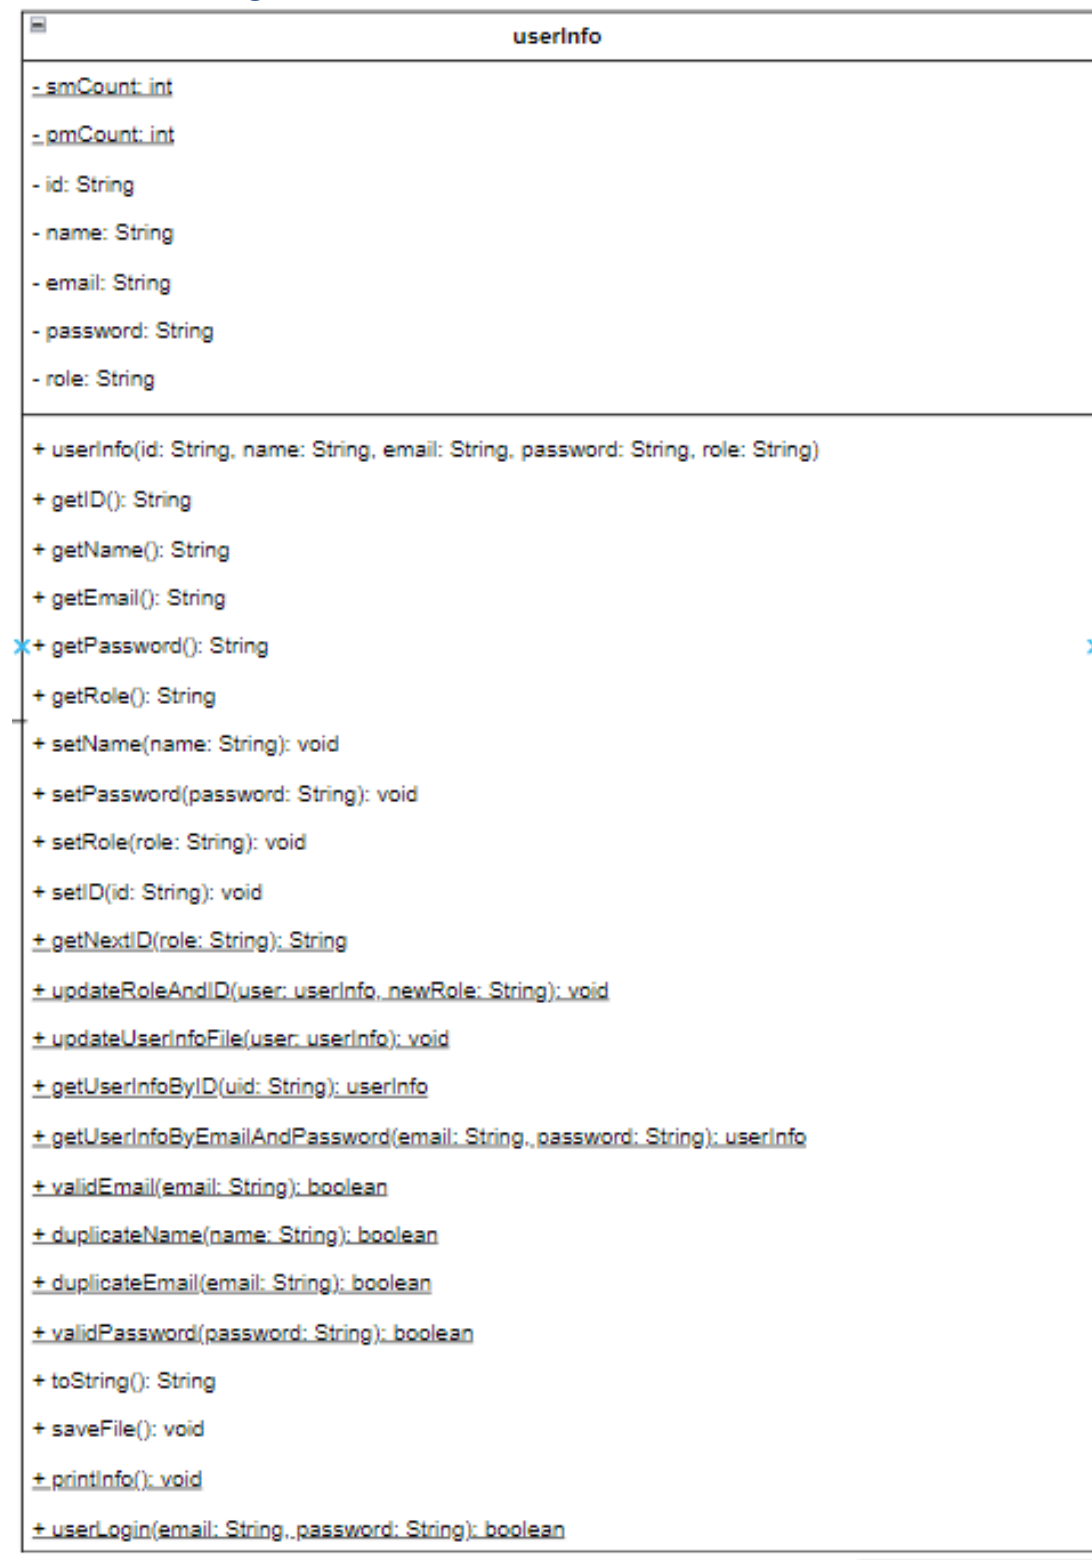 userInfo
- smCount: int
- pmCount: int
- id: String
- name: String
- email: String
- password: String
- role: String
+ userInfo(id: String, name: String, email: String, password: String, role: String)
+ getID(): String
+ getName(): String
+ getEmail(): String
+ getPassword(): String
+ getRole(): String
+ setName(name: String): void
+ setPassword(password: String): void
+ setRole(role: String): void
+ setID(id: String): void
+ getNextID(role: String): String
+ updateRoleAndID(user: userInfo, newRole: String): void
+ updateUserInfoFile(user: userInfo): void
+ getUserInfoByID(uid: String): userInfo
+ getUserInfoByEmailAndPassword(email: String, password: String): userInfo
+ validEmail(email: String): boolean
+ duplicateName(name: String): boolean
+ duplicateEmail(email: String): boolean
+ validPassword(password: String): boolean
+ toString(): String
+ saveFile(): void
+ printInfo(): void
+ userLogin(email: String, password: String): boolean